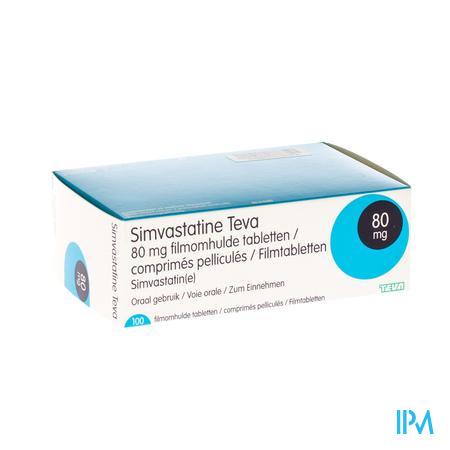 Simvastatine Teva
80 mg filmomhulde tabletten /
comprimés pelliculés / Filmtabletten
Simvastatin(e)
Oraal gebruik / Voie orale / Zum Einnehmen
100 filmomhulde tabletten / comprimés pelliculés / Filmtabletten
80
mg
TEVA
Simvastatine Teva
80
mg
IPM